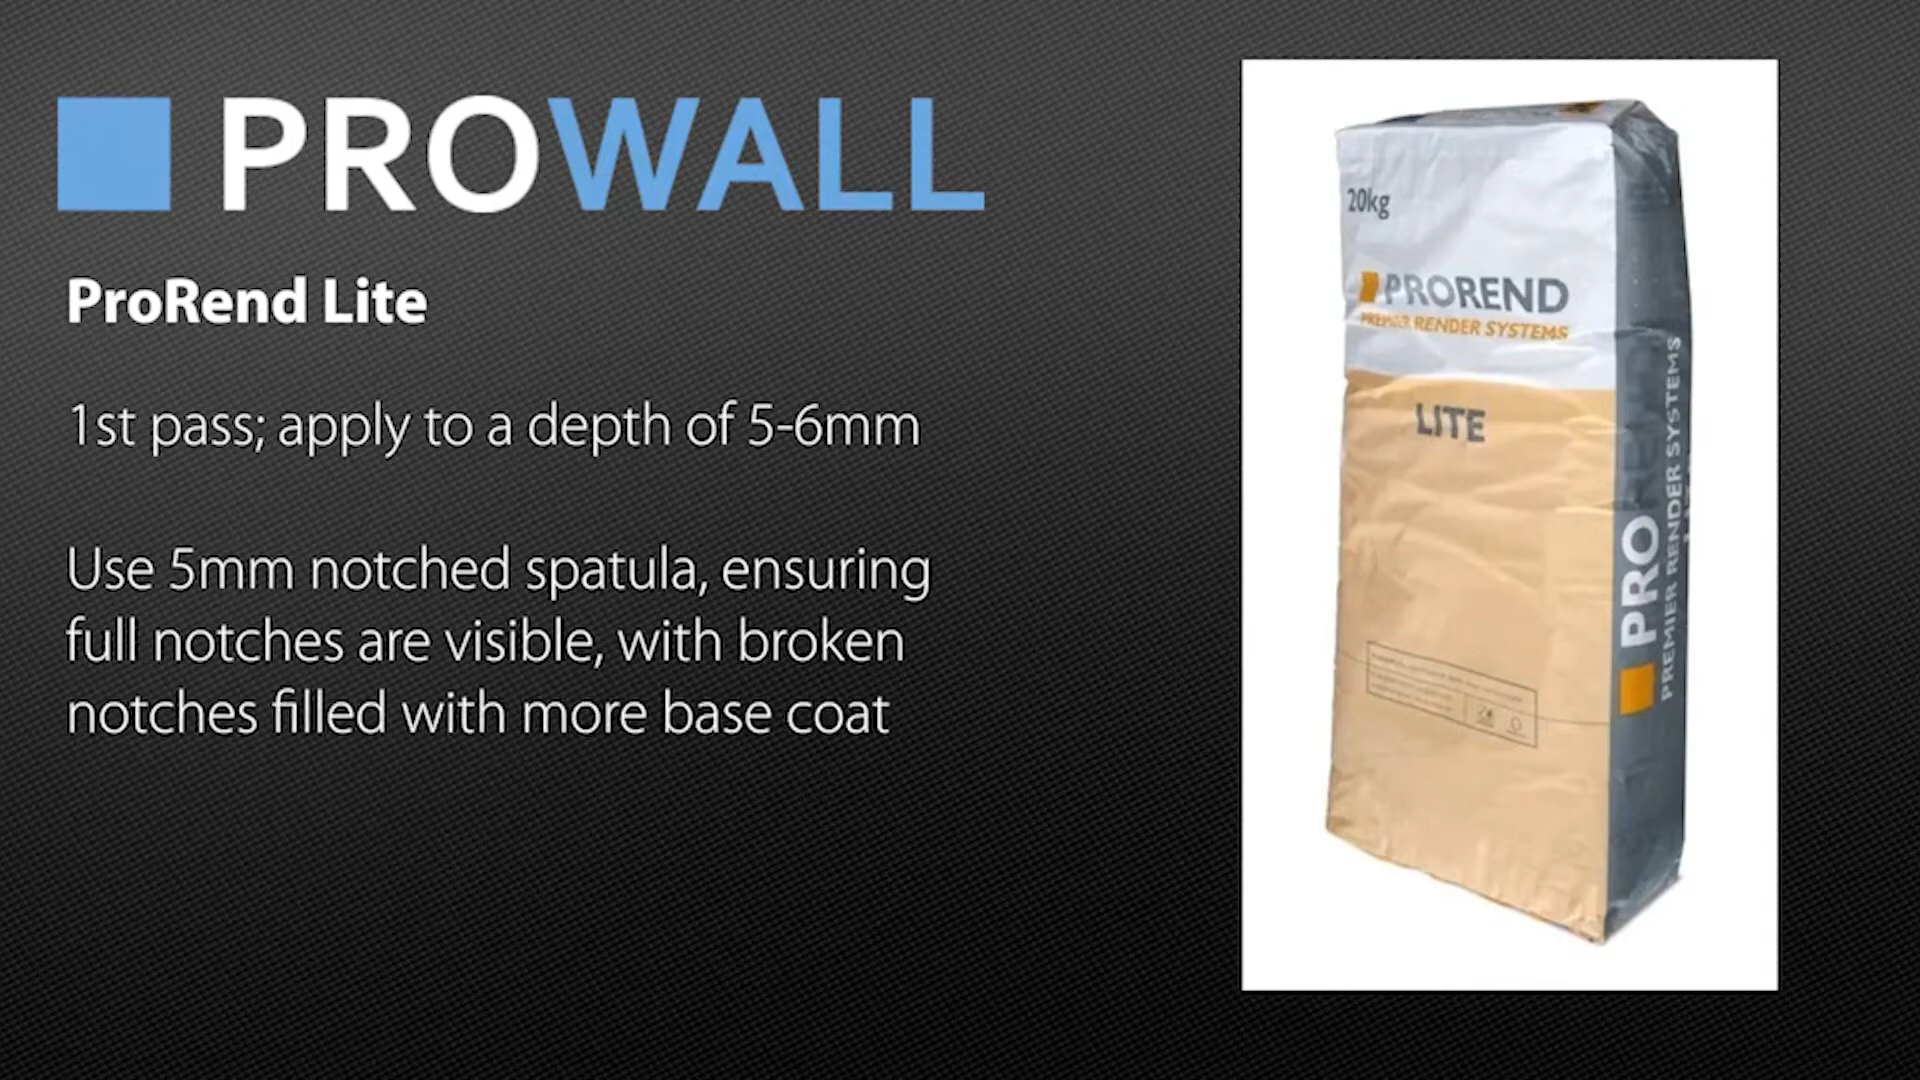 PROWALL
ProRend Lite
1st pass; apply to a depth of 5-6mm
Use 5mm notched spatula, ensuring
full notches are visible, with broken
notches filled with more base coat
20kg
PROREND
PREMIER RENDER SYSTEMS
LITE
PRO
PREMIER RENDER SYSTEMS